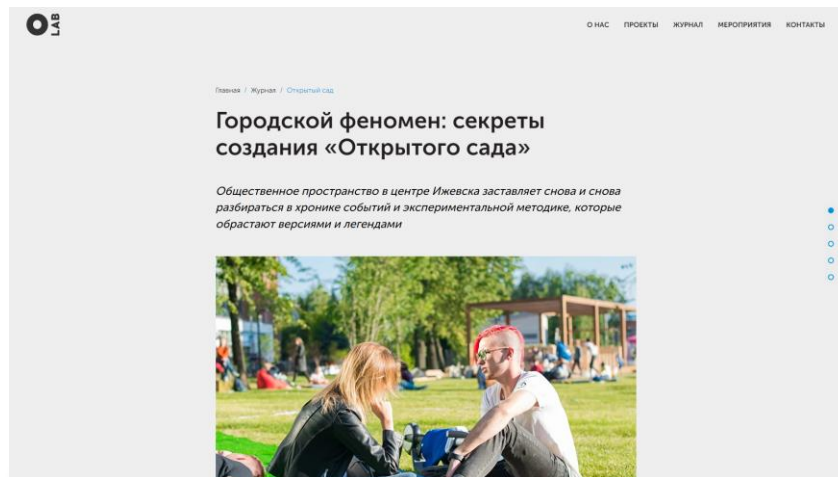 O LAB
О НАС ПРОЕКТЫ ЖУРНАЛ МЕРОПРИЯТИЯ КОНТАКТЫ
Главная / Журнал / Открытый сад
Городской феномен: секреты
создания «Открытого сада»
Общественное пространство в центре Ижевска заставляет снова и снова
разбираться в хронике событий и экспериментальной методике, которые
обрастают версиями и легендами